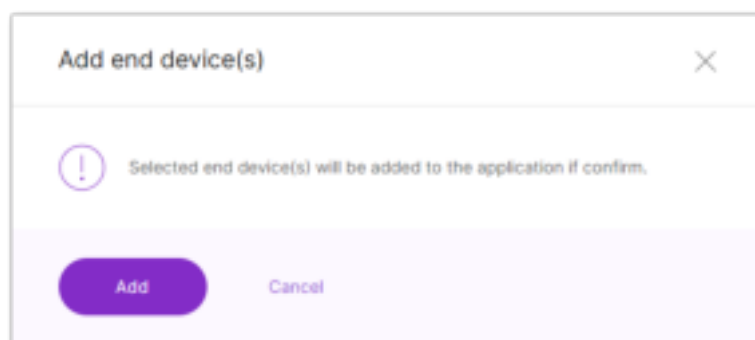 Add end device(s)
Selected end device(s) will be added to the application if confirm.
Add
Cancel